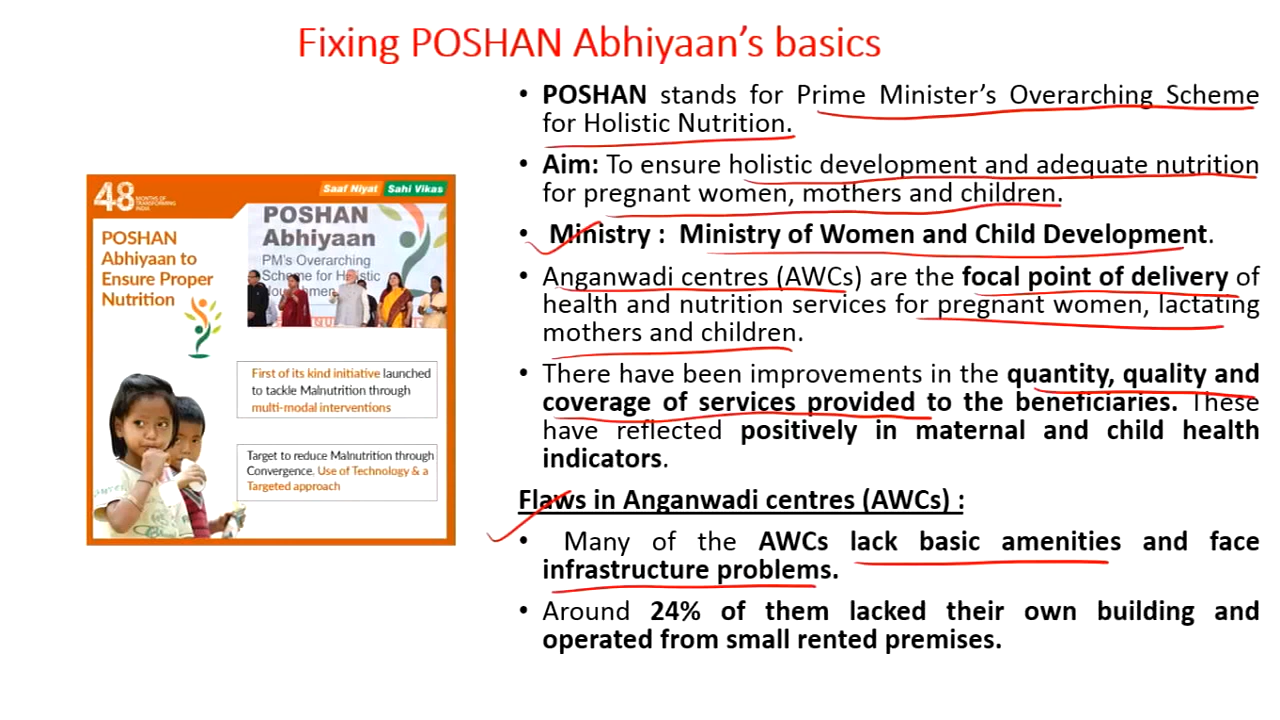 Fixing POSHAN Abhiyaan's basics
• POSHAN stands for Prime Minister's Overarching Scheme
for Holistic Nutrition.
• Aim: To ensure holistic development and adequate nutrition
for pregnant women, mothers and children.
• Ministry : Ministry of Women and Child Development.
• Anganwadi centres (AWCs) are the focal point of delivery of
health and nutrition services for pregnant women, lactating
mothers and children.
• There have been improvements in the quantity, quality and
coverage of services provided to the beneficiaries. These
have reflected positively in maternal and child health
indicators.
Flaws in Anganwadi centres (AWCs) :
• Many of the AWCs lack basic amenities and face
infrastructure problems.
• Around 24% of them lacked their own building and
operated from small rented premises.
48
MONTHS OF
TRANSFORMING
INDIA
Saaf Niyat Sahi Vikas
POSHAN
Abhiyaan to
Ensure Proper
Nutrition
POSHAN
Abhiyaan
PM's Overarching
Scheme for Holistic
First of its kind initiative launched
to tackle Malnutrition through
multi-modal interventions
Target to reduce Malnutrition through
Convergence, Use of Technology & a
Targeted approach